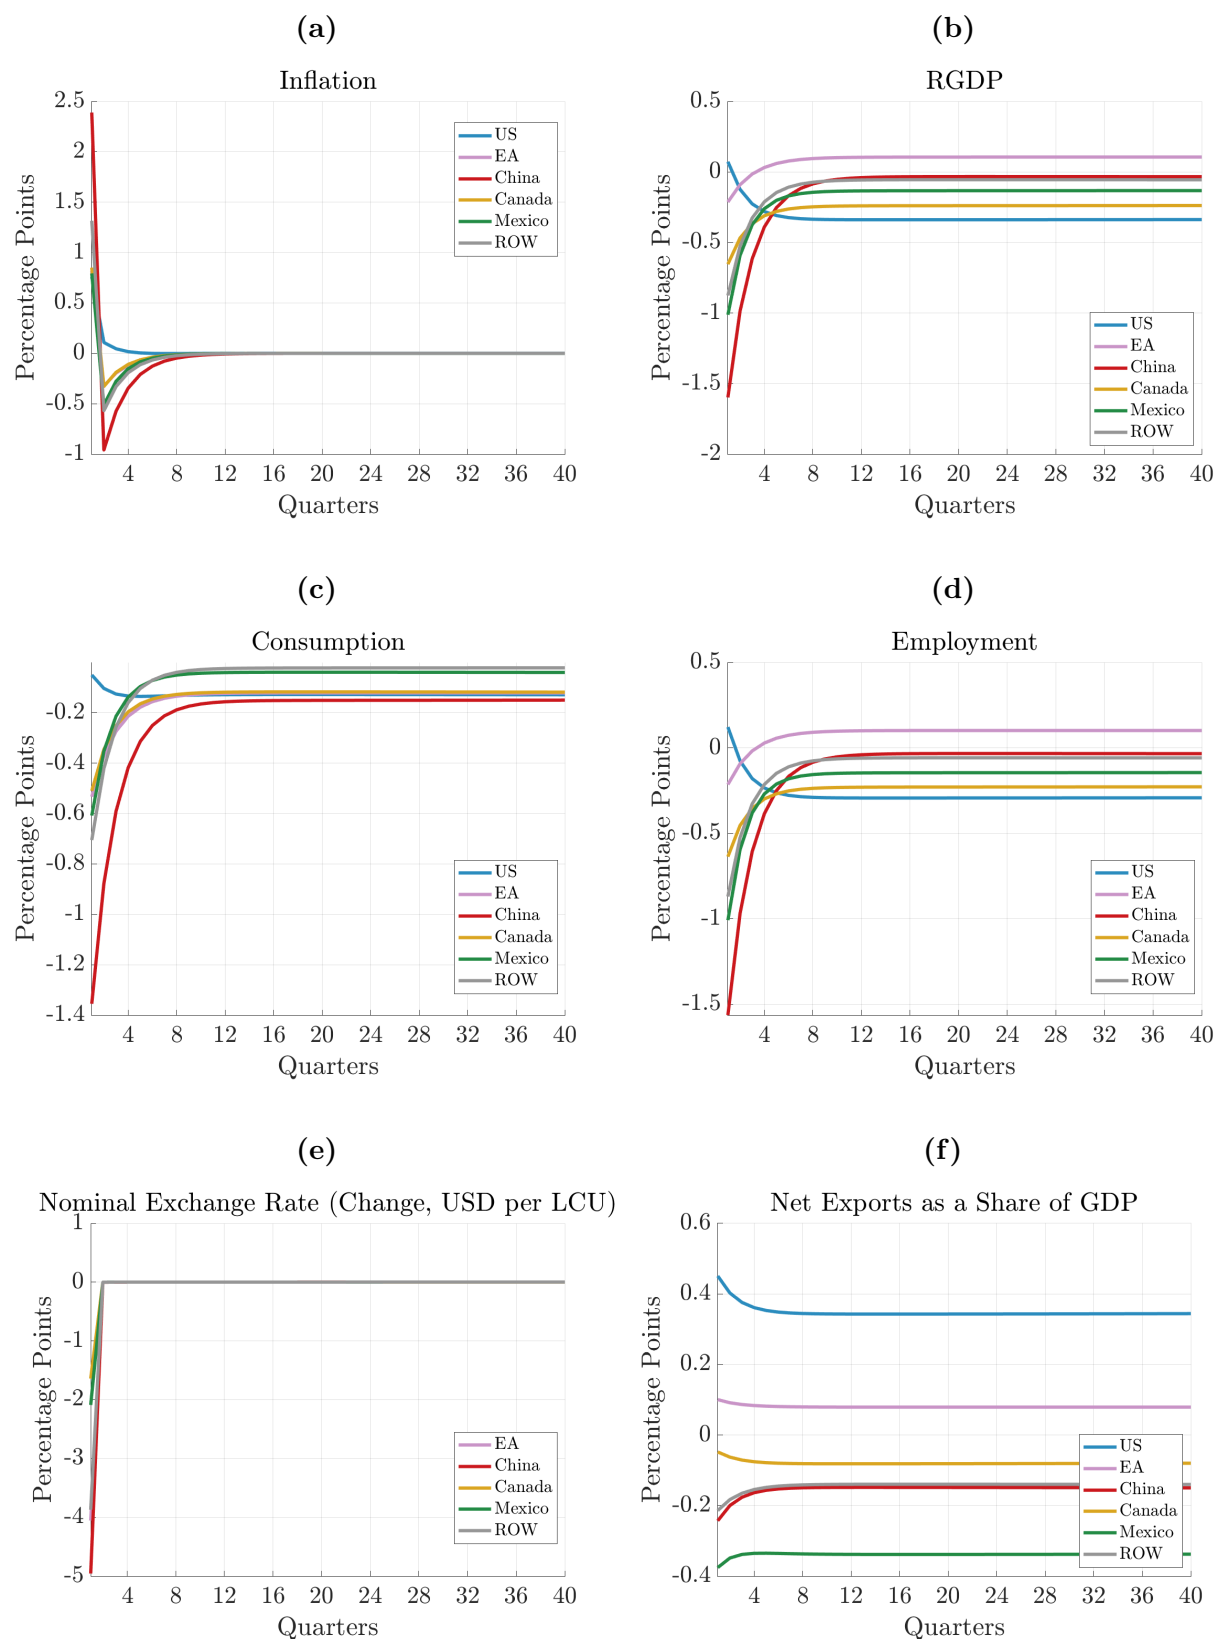 (a)
Inflation
2.5
2
1.5
1
0.5
0
-0.5
-1
4 8 12 16 20 24 28 32 36 40
Quarters
Percentage Points
US
EA
China
Canada
Mexico
ROW
(b)
RGDP
0.5
0
-0.5
-1
-1.5
-2
4 8 12 16 20 24 28 32 36 40
Quarters
Percentage Points
US
EA
China
Canada
Mexico
ROW
(c)
Consumption
-0.2
-0.4
-0.6
-0.8
-1
-1.2
-1.4
4 8 12 16 20 24 28 32 36 40
Quarters
Percentage Points
US
EA
China
Canada
Mexico
ROW
(d)
Employment
0.5
0
-0.5
-1
-1.5
4 8 12 16 20 24 28 32 36 40
Quarters
Percentage Points
US
EA
China
Canada
Mexico
ROW
(e)
Nominal Exchange Rate (Change, USD per LCU)
1
0
-1
-2
-3
-4
-5
4 8 12 16 20 24 28 32 36 40
Quarters
Percentage Points
EA
China
Canada
Mexico
ROW
(f)
Net Exports as a Share of GDP
0.6
0.4
0.2
0
-0.2
-0.4
4 8 12 16 20 24 28 32 36 40
Quarters
Percentage Points
US
EA
China
Canada
Mexico
ROW